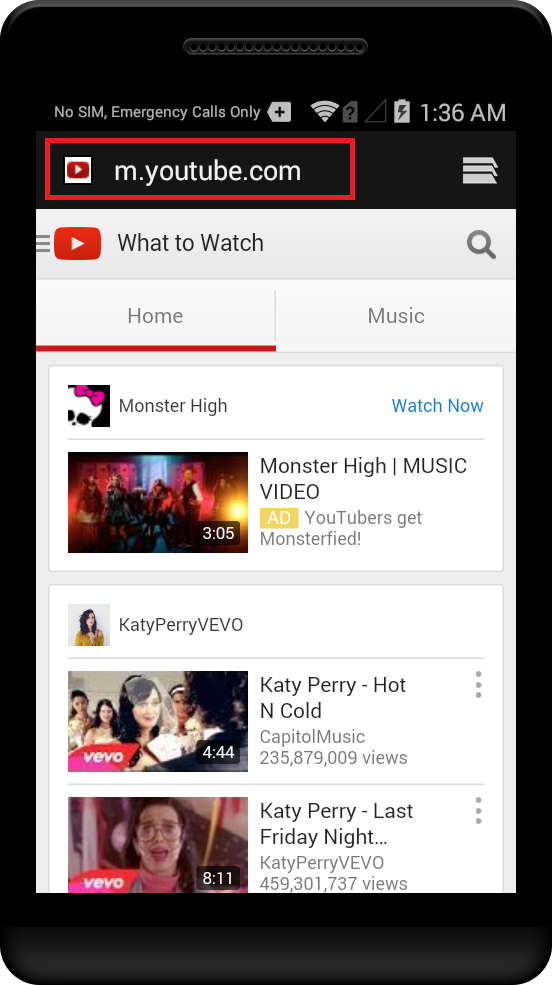 No SIM, Emergency Calls Only 1:36 AM
m.youtube.com
What to Watch
Home Music
Monster High Watch Now
Monster High | MUSIC
VIDEO
AD YouTubers get
Monsterfied!
3:05
KatyPerryVEVO
Katy Perry - Hot
N Cold
CapitolMusic
235,879,009 views
vevo 4:44
Katy Perry - Last
Friday Night...
KatyPerryVEVO
459,301,737 views
vevo 8:11